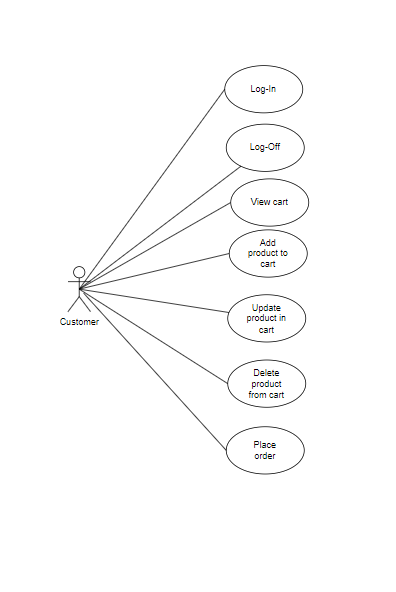 Log-In
Log-Off
View cart
Add
product to
cart
Customer
Update
product in
cart
Delete
product
from cart
Place
order